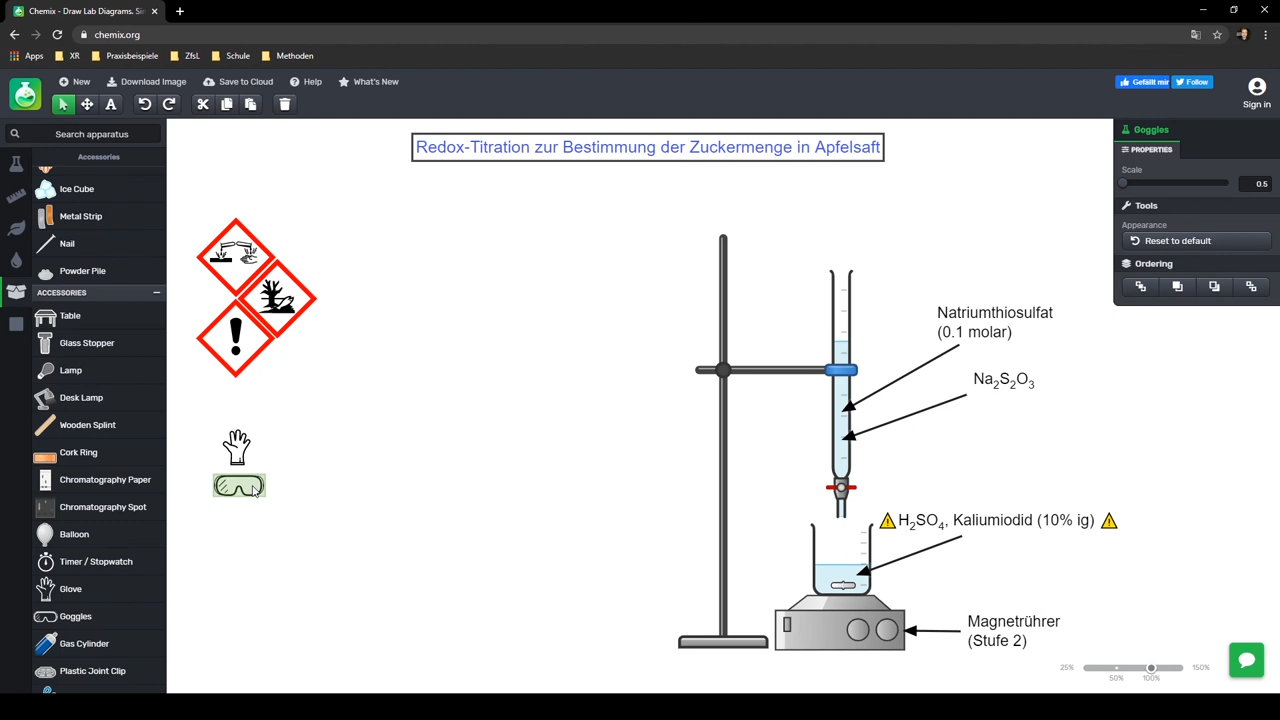 Chemix - Draw Lab Diagrams. Sim
chemix.org
Apps XR Praxisbeispiele ZfsL Schule Methoden
New Download Image Save to Cloud Help What's New
Gefällt mir Follow
Sign in
A
Search apparatus
Accessories
Ice Cube
Metal Strip
Nail
Powder Pile
ACCESSORIES
Table
Glass Stopper
Lamp
Desk Lamp
Wooden Splint
Cork Ring
Chromatography Paper
Chromatography Spot
Balloon
Timer / Stopwatch
Glove
Goggles
Gas Cylinder
Plastic Joint Clip
Redox-Titration zur Bestimmung der Zuckermenge in Apfelsaft
Natriumthiosulfat
(0.1 molar)
Na₂S₂O₃
H₂SO₄, Kaliumiodid (10% ig)
Magnetrührer
(Stufe 2)
Goggles
PROPERTIES
Scale
0.5
Tools
Appearance
Reset to default
Ordering
25% 150%
50% 100%